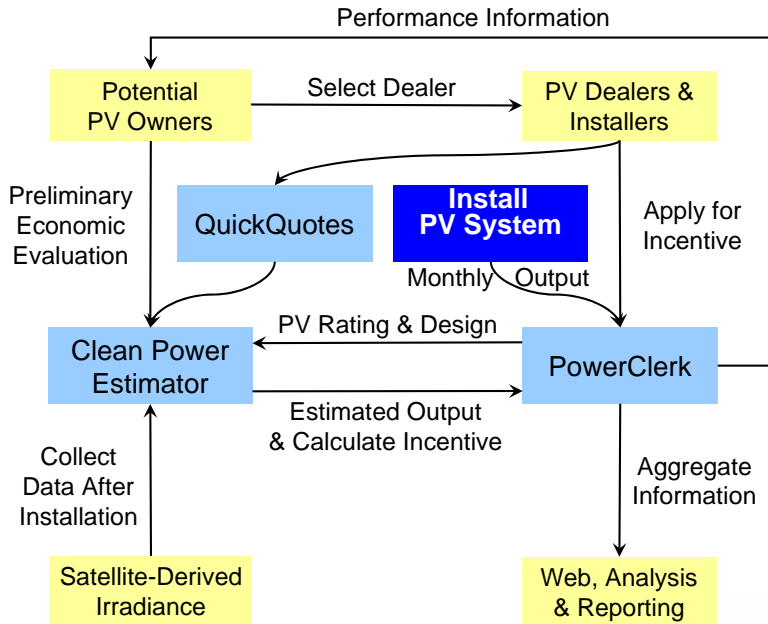 Performance Information
Potential
PV Owners
Select Dealer
PV Dealers &
Installers
Preliminary
Economic
Evaluation
QuickQuotes
Install
PV System
Apply for
Incentive
Monthly Output
PV Rating & Design
Clean Power
Estimator
PowerClerk
Estimated Output
& Calculate Incentive
Collect
Data After
Installation
Aggregate
Information
Satellite-Derived
Irradiance
Web, Analysis
& Reporting